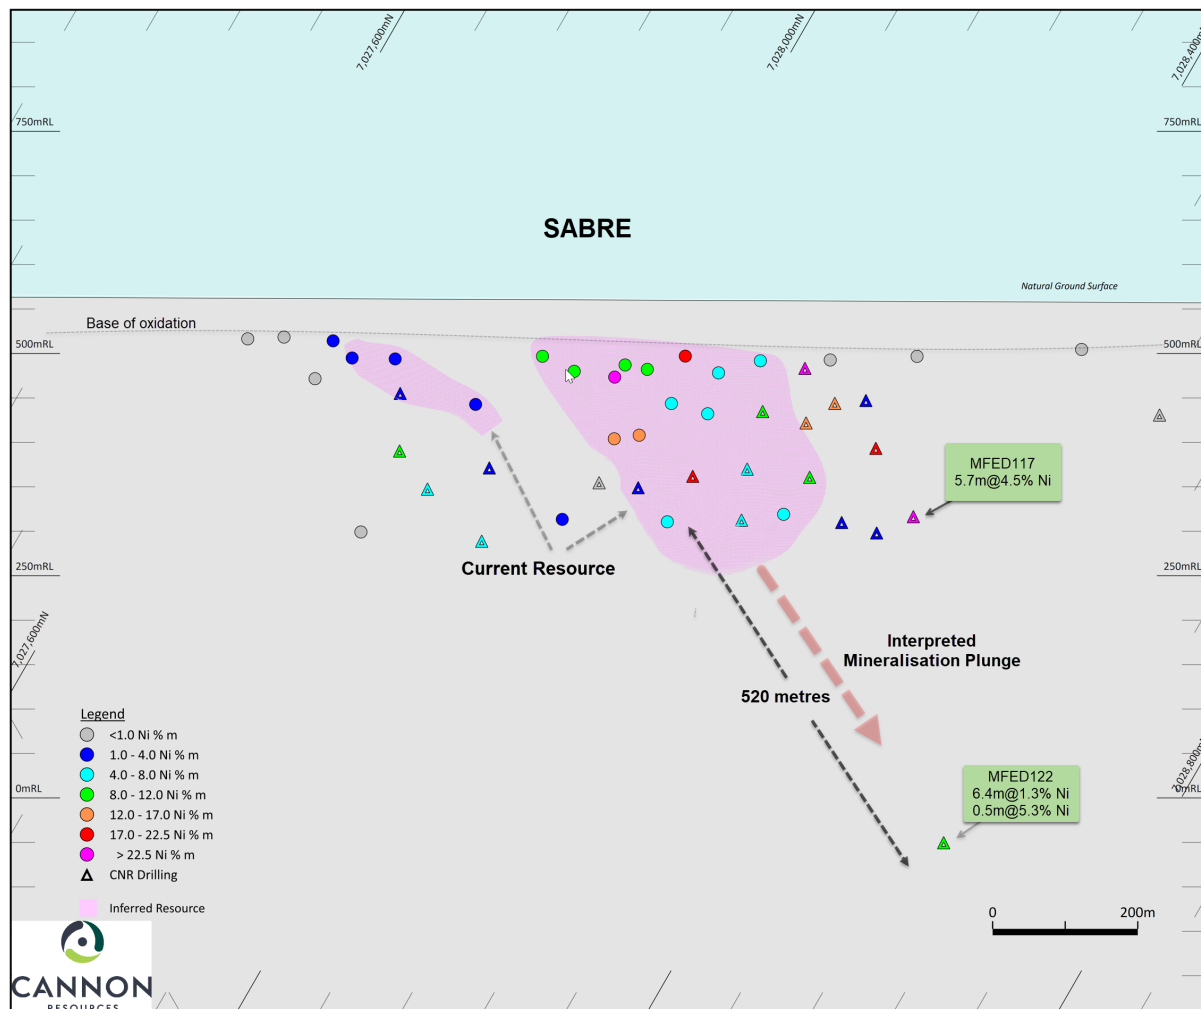 7,027,600mN
7,028,000mN
7,028,400mN
750mRL
750mRL
SABRE
Natural Ground Surface
Base of oxidation
500mRL
500mRL
MFED117
5.7m@4.5% Ni
Current Resource
250mRL
250mRL
7,027,600mN
Interpreted
Mineralisation Plunge
520 metres
Legend
<1.0 Ni % m
1.0 - 4.0 Ni % m
4.0 - 8.0 Ni % m
8.0 - 12.0 Ni % m
12.0 - 17.0 Ni % m
17.0 - 22.5 Ni % m
> 22.5 Ni % m
CNR Drilling
Inferred Resource
0mRL
0mRL
7,028,800mN
MFED122
6.4m@1.3% Ni
0.5m@5.3% Ni
0 200m
CANNON
RESOURCES